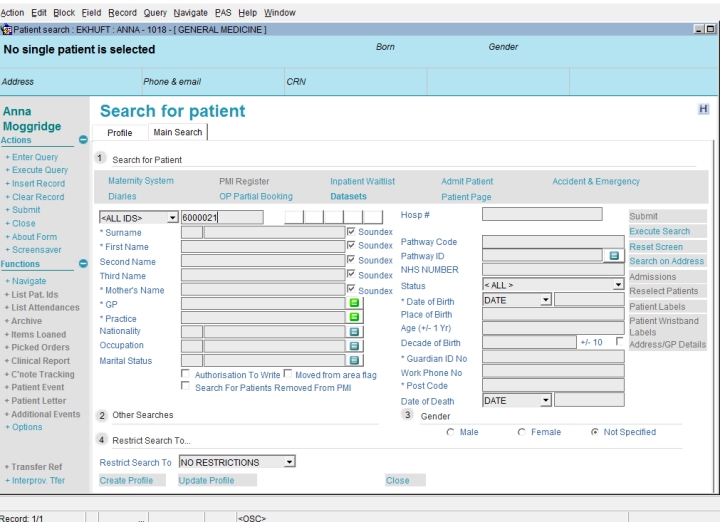 Action Edit Block Field Record Query Navigate PAS Help Window
Patient search : EKHUFT : ANNA - 1018 - [ GENERAL MEDICINE ]
No single patient is selected Born Gender
Address Phone & email CRN
Anna
Moggridge
Actions
+ Enter Query
+ Execute Query
+ Insert Record
+ Clear Record
+ Submit
+ Close
+ About Form
+ Screensaver
Functions
+ Navigate
+ List Pat. Ids
+ List Attendances
+ Archive
+ Items Loaned
+ Picked Orders
+ Clinical Report
+ C'note Tracking
+ Patient Event
+ Patient Letter
+ Additional Events
+ Options
+ Transfer Ref
+ Interprov. Tfer
Search for patient H
Profile Main Search
1 Search for Patient
Maternity System PMI Register Inpatient Waitlist Admit Patient Accident & Emergency
Diaries OP Partial Booking Datasets Patient Page
<ALL IDS> 6000021
* Surname Soundex
* First Name Soundex
Second Name Soundex
Third Name Soundex
* Mother's Name Soundex
* GP
* Practice
Nationality
Occupation
Marital Status
Authorisation To Write Moved from area flag
Search For Patients Removed From PMI
Hosp #
Pathway Code
Pathway ID
NHS NUMBER
Status < ALL >
* Date of Birth DATE
Place of Birth
Age (+/- 1 Yr)
Decade of Birth +/- 10
* Guardian ID No
Work Phone No
* Post Code
Date of Death DATE
Submit
Execute Search
Reset Screen
Search on Address
Admissions
Reselect Patients
Patient Labels
Patient Wristband
Labels
Address/GP Details
2 Other Searches
3 Gender
Male Female Not Specified
4 Restrict Search To...
Restrict Search To NO RESTRICTIONS
Create Profile Update Profile Close
Record: 1/1 ... <OSC>